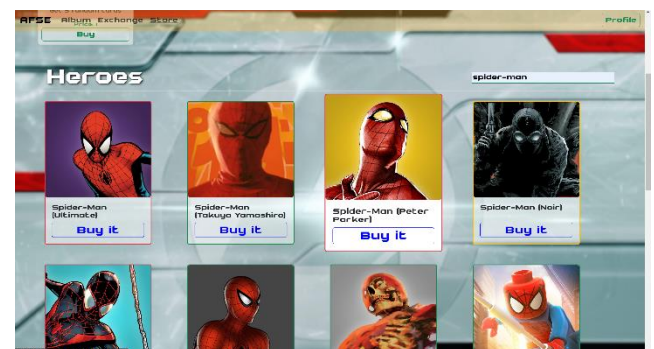 AFSE Album Exchange Store Profile
Buy
Heroes
spider-man
Spider-Man
(Ultimate)
Buy it
Spider-Man
(Takuya Yamashiro)
Buy it
Spider-Man (Peter
Parker)
Buy it
Spider-Man (Noir)
Buy it